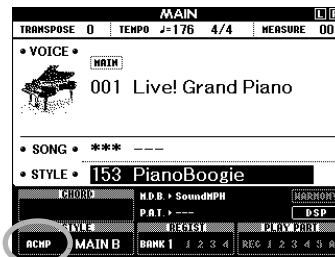 MAIN
TRANSPOSE 0 TEMPO ♩=176 4/4 MEASURE 00
• VOICE •
MAIN
001 Live! Grand Piano
• SONG • *** ---
• STYLE • 153 PianoBoogie
CHORD M.D.B. ▸ SoundMPH HARMONY
P.A.T. ▸ --- DSP
STYLE REGIST PLAY PART
ACMP MAIN B BANK 1 1 2 3 4 REC 1 2 3 4 5